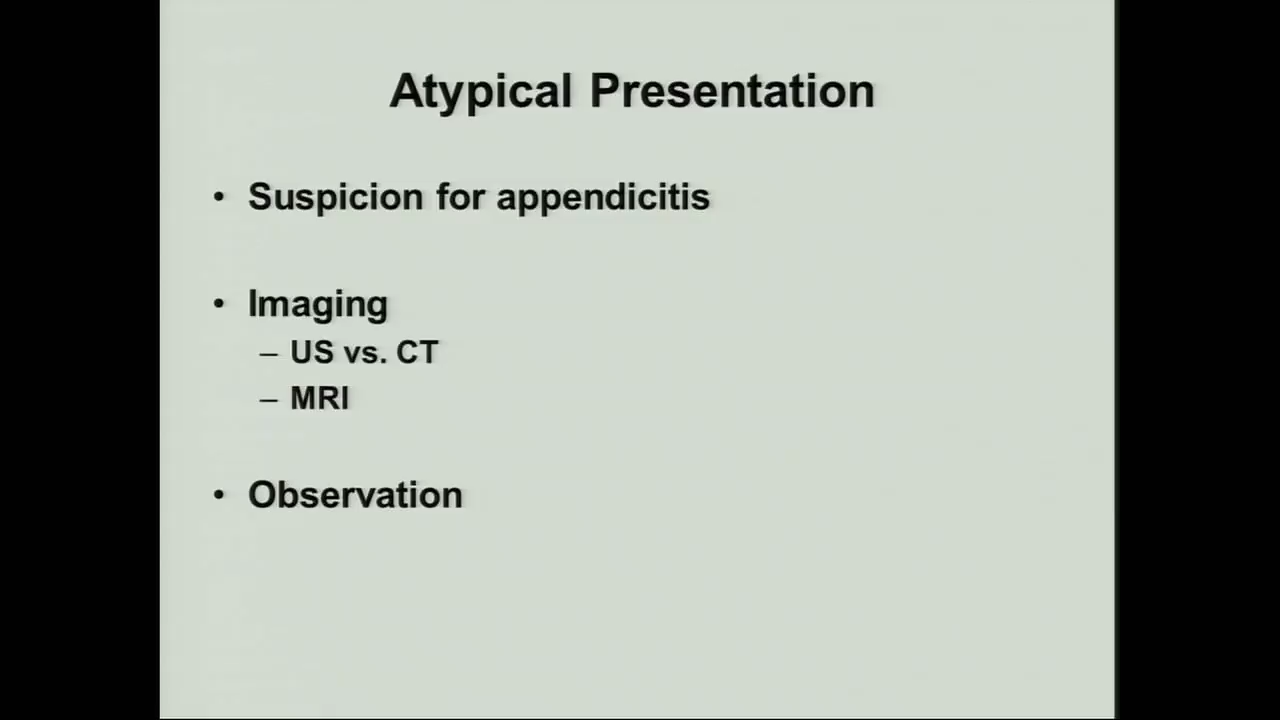 Atypical Presentation
• Suspicion for appendicitis
• Imaging
– US vs. CT
– MRI
• Observation